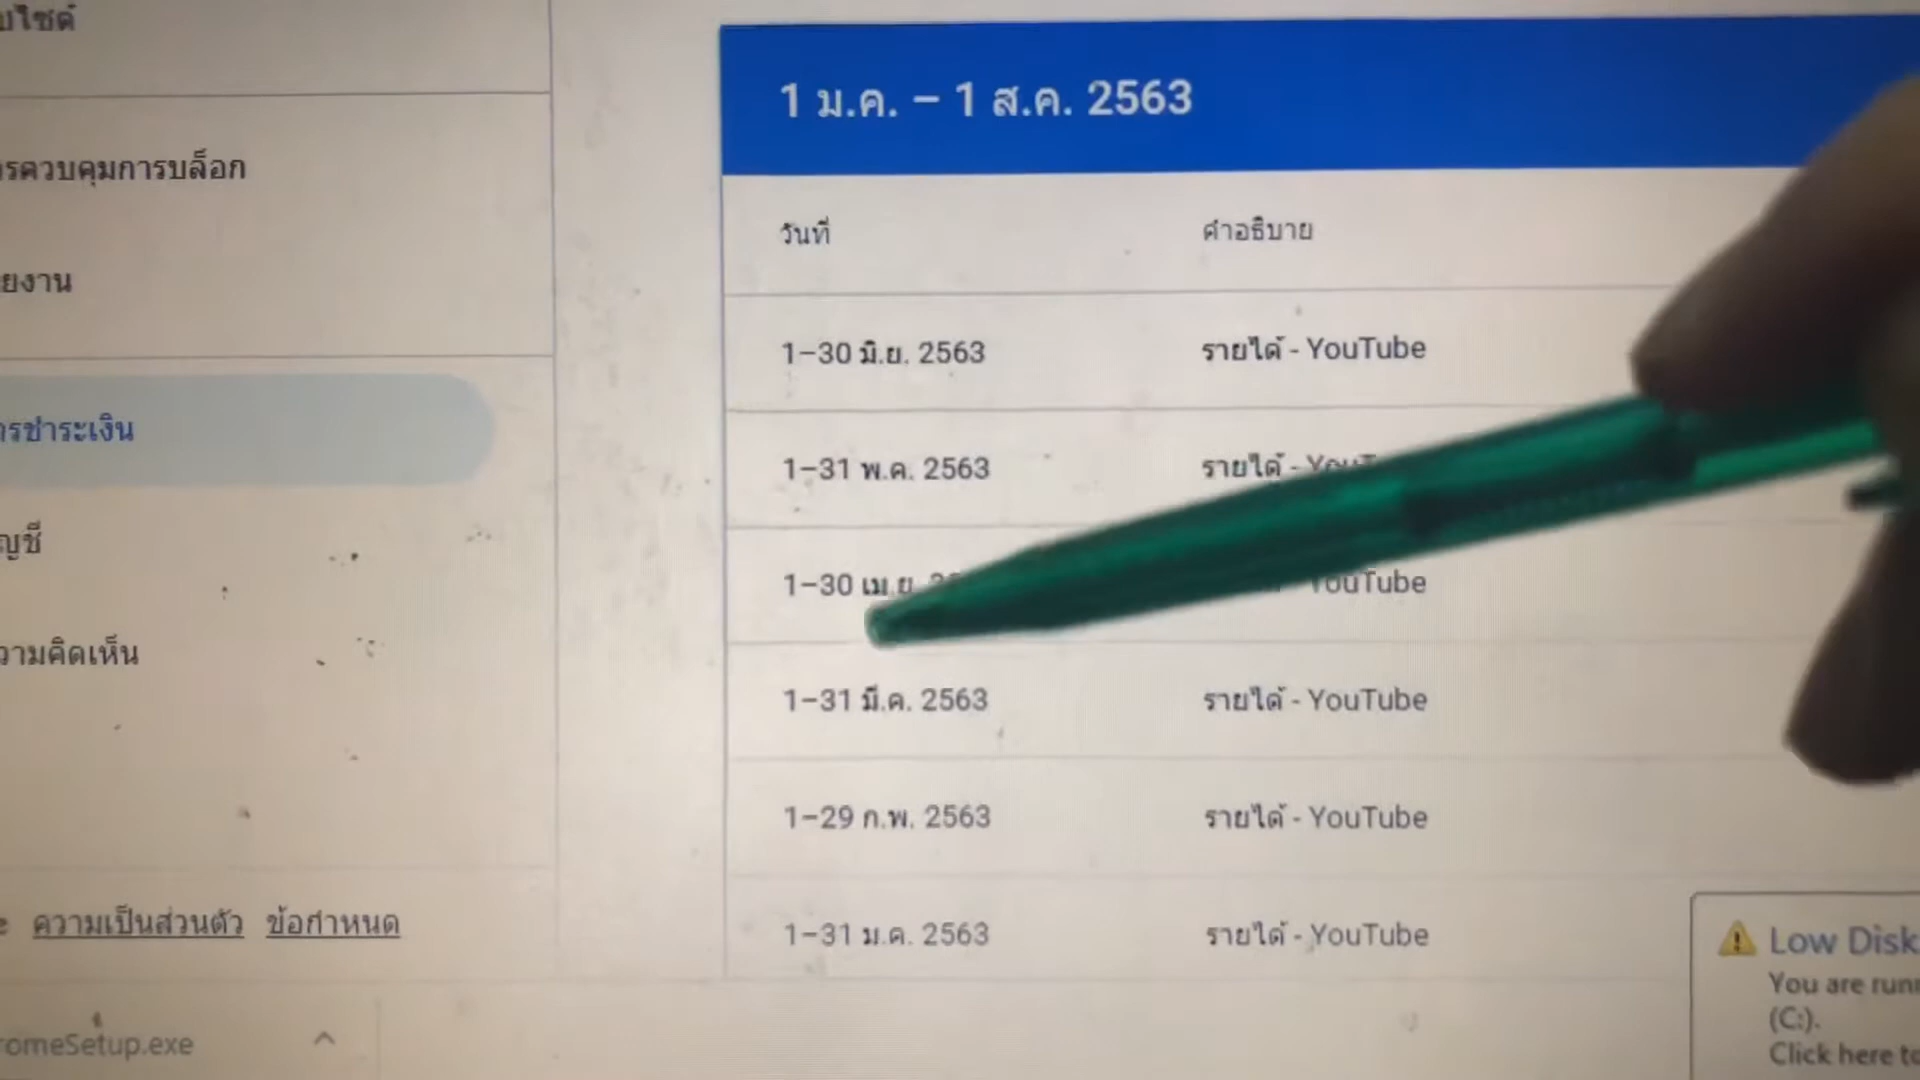 1 ม.ค. – 1 ส.ค. 2563
วันที่ คำอธิบาย
1–30 มิ.ย. 2563 รายได้ - YouTube
1–31 พ.ค. 2563 รายได้ -
1–30 เม.ย. YouTube
1–31 มี.ค. 2563 รายได้ - YouTube
1–29 ก.พ. 2563 รายได้ - YouTube
1–31 ม.ค. 2563 รายได้ - YouTube
รควบคุมการบล็อก
ยงาน
ารชำระเงิน
ญชี
วามคิดเห็น
ความเป็นส่วนตัว ข้อกำหนด
romeSetup.exe
Low Disk
You are runn
(C:).
Click here to